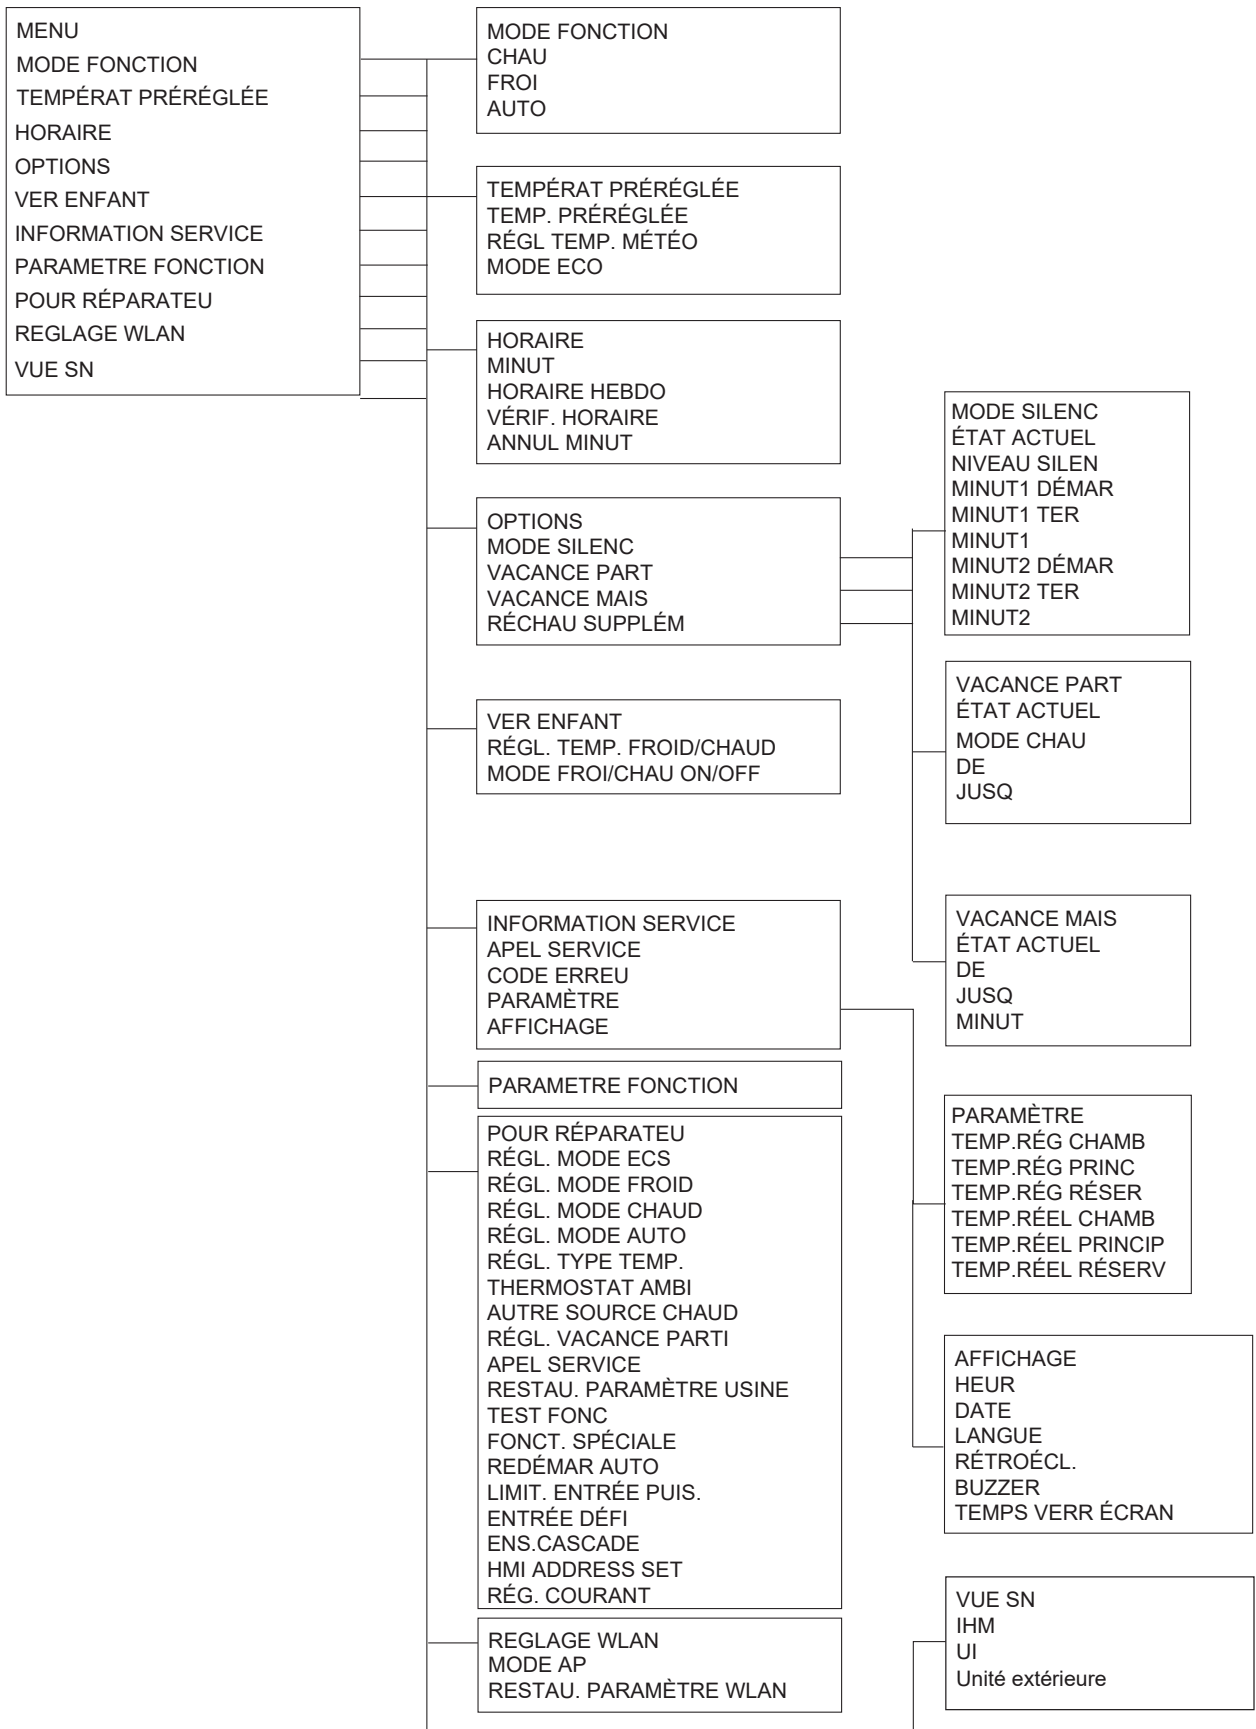 MENU
MODE FONCTION
TEMPÉRAT PRÉRÉGLÉE
HORAIRE
OPTIONS
VER ENFANT
INFORMATION SERVICE
PARAMETRE FONCTION
POUR RÉPARATEU
REGLAGE WLAN
VUE SN
MODE FONCTION
CHAU
FROI
AUTO
TEMPÉRAT PRÉRÉGLÉE
TEMP. PRÉRÉGLÉE
RÉGL TEMP. MÉTÉO
MODE ECO
HORAIRE
MINUT
HORAIRE HEBDO
VÉRIF. HORAIRE
ANNUL MINUT
OPTIONS
MODE SILENC
VACANCE PART
VACANCE MAIS
RÉCHAU SUPPLÉM
MODE SILENC
ÉTAT ACTUEL
NIVEAU SILEN
MINUT1 DÉMAR
MINUT1 TER
MINUT1
MINUT2 DÉMAR
MINUT2 TER
MINUT2
VACANCE PART
ÉTAT ACTUEL
MODE CHAU
DE
JUSQ
VACANCE MAIS
ÉTAT ACTUEL
DE
JUSQ
MINUT
VER ENFANT
RÉGL. TEMP. FROID/CHAUD
MODE FROI/CHAU ON/OFF
INFORMATION SERVICE
APEL SERVICE
CODE ERREU
PARAMÈTRE
AFFICHAGE
PARAMÈTRE
TEMP.RÉG CHAMB
TEMP.RÉG PRINC
TEMP.RÉG RÉSER
TEMP.RÉEL CHAMB
TEMP.RÉEL PRINCIP
TEMP.RÉEL RÉSERV
AFFICHAGE
HEUR
DATE
LANGUE
RÉTROÉCL.
BUZZER
TEMPS VERR ÉCRAN
PARAMETRE FONCTION
POUR RÉPARATEU
RÉGL. MODE ECS
RÉGL. MODE FROID
RÉGL. MODE CHAUD
RÉGL. MODE AUTO
RÉGL. TYPE TEMP.
THERMOSTAT AMBI
AUTRE SOURCE CHAUD
RÉGL. VACANCE PARTI
APEL SERVICE
RESTAU. PARAMÈTRE USINE
TEST FONC
FONCT. SPÉCIALE
REDÉMAR AUTO
LIMIT. ENTRÉE PUIS.
ENTRÉE DÉFI
ENS.CASCADE
HMI ADDRESS SET
RÉG. COURANT
REGLAGE WLAN
MODE AP
RESTAU. PARAMÈTRE WLAN
VUE SN
IHM
UI
Unité extérieure